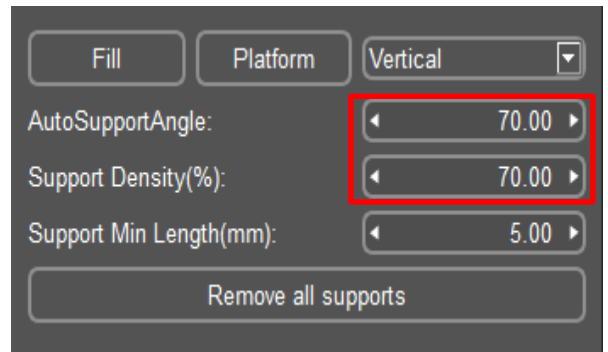 Fill Platform Vertical
AutoSupportAngle: 70.00
Support Density(%): 70.00
Support Min Length(mm): 5.00
Remove all supports